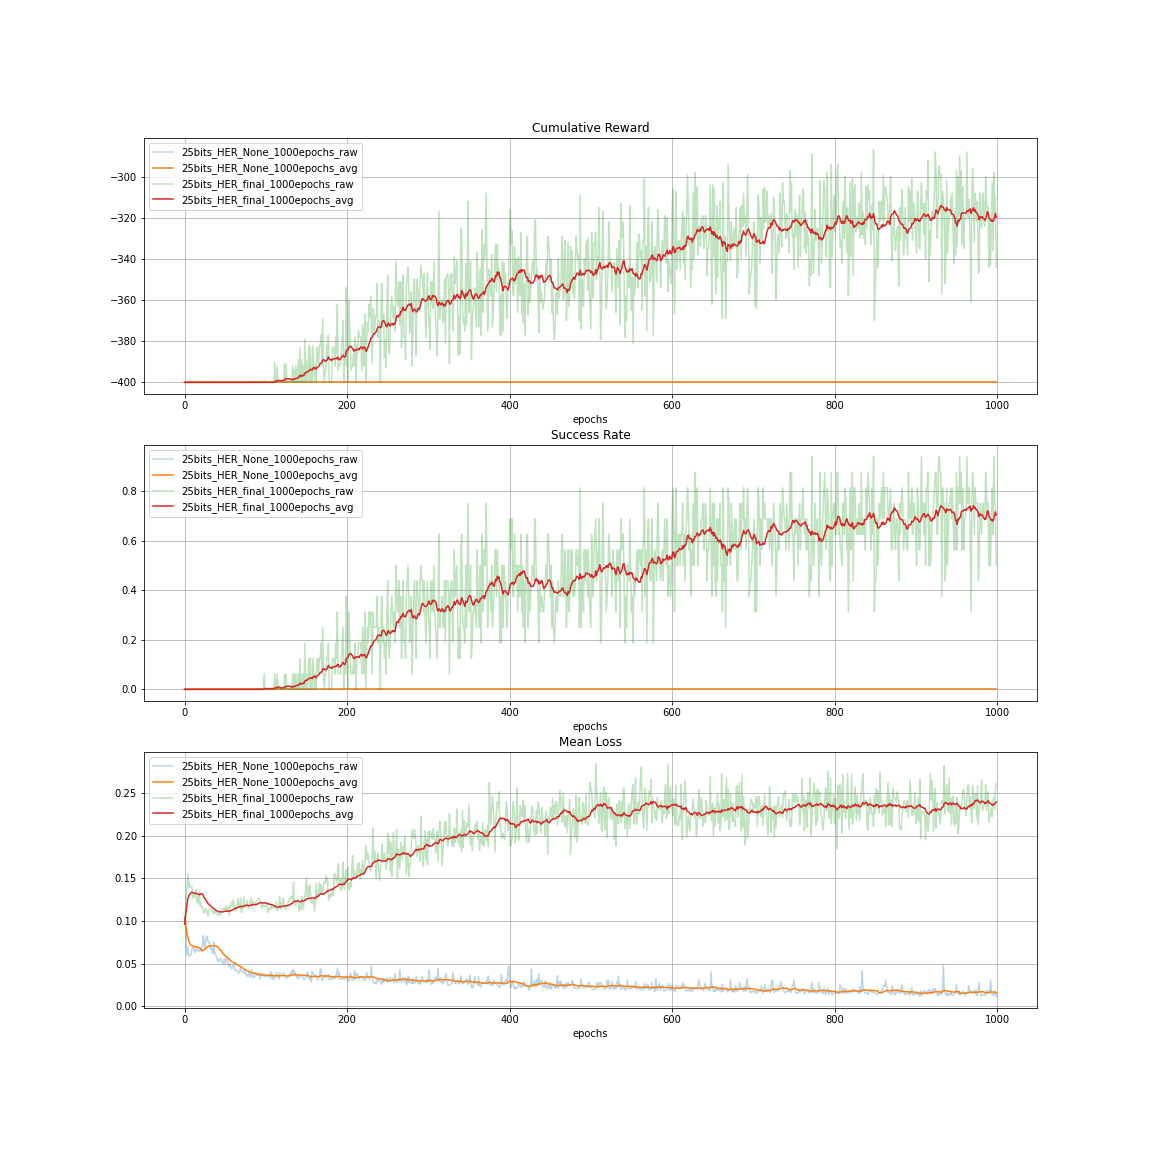 Cumulative Reward
25bits_HER_None_1000epochs_raw
25bits_HER_None_1000epochs_avg
25bits_HER_final_1000epochs_raw
25bits_HER_final_1000epochs_avg
−300
−320
−340
−360
−380
−400
0 200 400 600 800 1000
epochs
Success Rate
25bits_HER_None_1000epochs_raw
25bits_HER_None_1000epochs_avg
25bits_HER_final_1000epochs_raw
25bits_HER_final_1000epochs_avg
0.8
0.6
0.4
0.2
0.0
0 200 400 600 800 1000
epochs
Mean Loss
25bits_HER_None_1000epochs_raw
25bits_HER_None_1000epochs_avg
25bits_HER_final_1000epochs_raw
25bits_HER_final_1000epochs_avg
0.25
0.20
0.15
0.10
0.05
0.00
0 200 400 600 800 1000
epochs